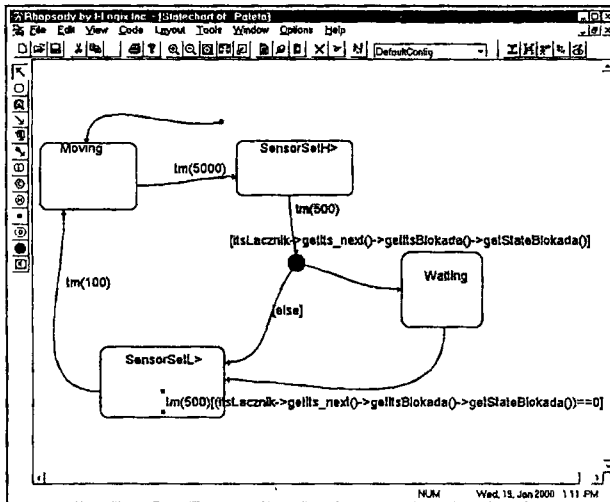 Rhapsody by I-Logix Inc. - [Statechart of Paleta]
File Edit View Code Layout Tools Window Options Help
DefaultConfig
Moving
SensorSetH>
tm(5000)
tm(500)
[itsLacznik->getits_next()->getitsBlokada()->getStateBlokada()]
Waiting
tm(100)
[else]
SensorSetL>
tm(500)[(itsLacznik->getits_next()->getitsBlokada()->getStateBlokada()==0]
NUM Wed, 19, Jan 2000 1:11 PM